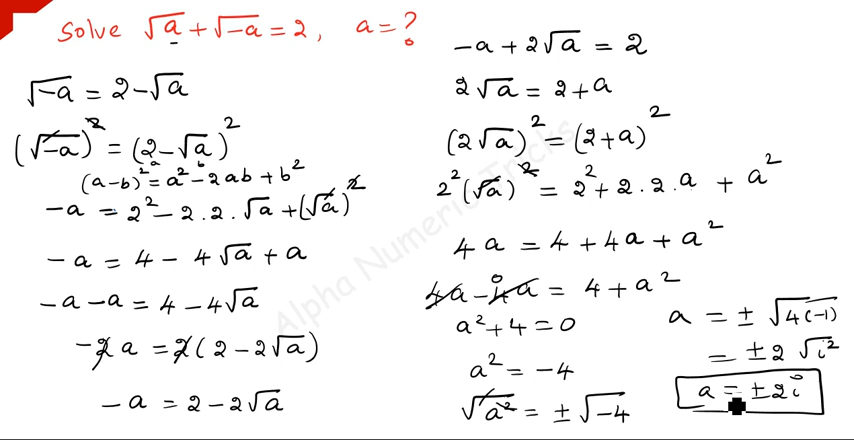 Solve √a + √-a = 2, a = ?
√-a = 2 - √a
(√-a)² = (2 - √a)²
(a-b)² = a² - 2ab + b²
-a = 2² - 2 . 2 . √a + (√a)²
-a = 4 - 4√a + a
-a - a = 4 - 4√a
-2a = 2(2 - 2√a)
-a = 2 - 2√a
-a + 2√a = 2
2√a = 2 + a
(2√a)² = (2+a)²
2²(√a)² = 2² + 2 . 2 . a + a²
4a = 4 + 4a + a²
4a - 4a = 4 + a²
0
a² + 4 = 0
a² = -4
√a² = ± √-4
a = ± √4(-1)
= ± 2 √i²
a = ± 2i
Alpha Numeric Tricks